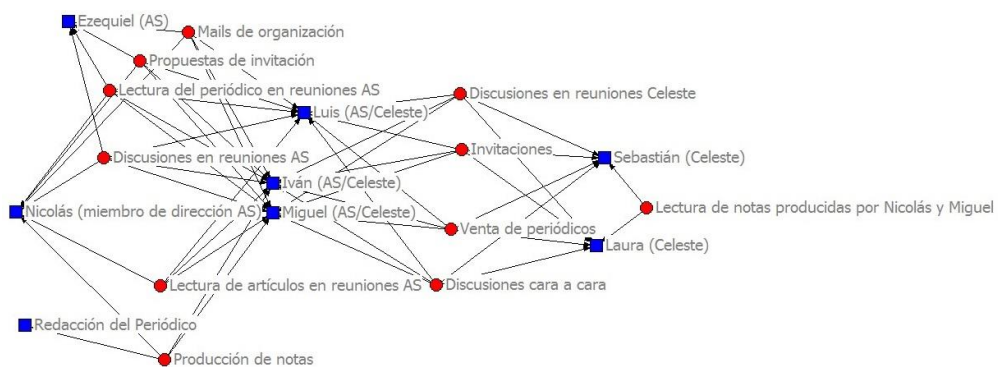 Ezequiel (AS)
Mails de organización
Propuestas de invitación
Lectura del periódico en reuniones AS
Discusiones en reuniones Celeste
Luis (AS/Celeste)
Invitaciones
Discusiones en reuniones AS
Sebastián (Celeste)
Iván (AS/Celeste)
Lectura de notas producidas por Nicolás y Miguel
Nicolás (miembro de dirección AS)
Miguel (AS/Celeste)
Venta de periódicos
Laura (Celeste)
Lectura de artículos en reuniones AS
Discusiones cara a cara
Redacción del Periódico
Producción de notas